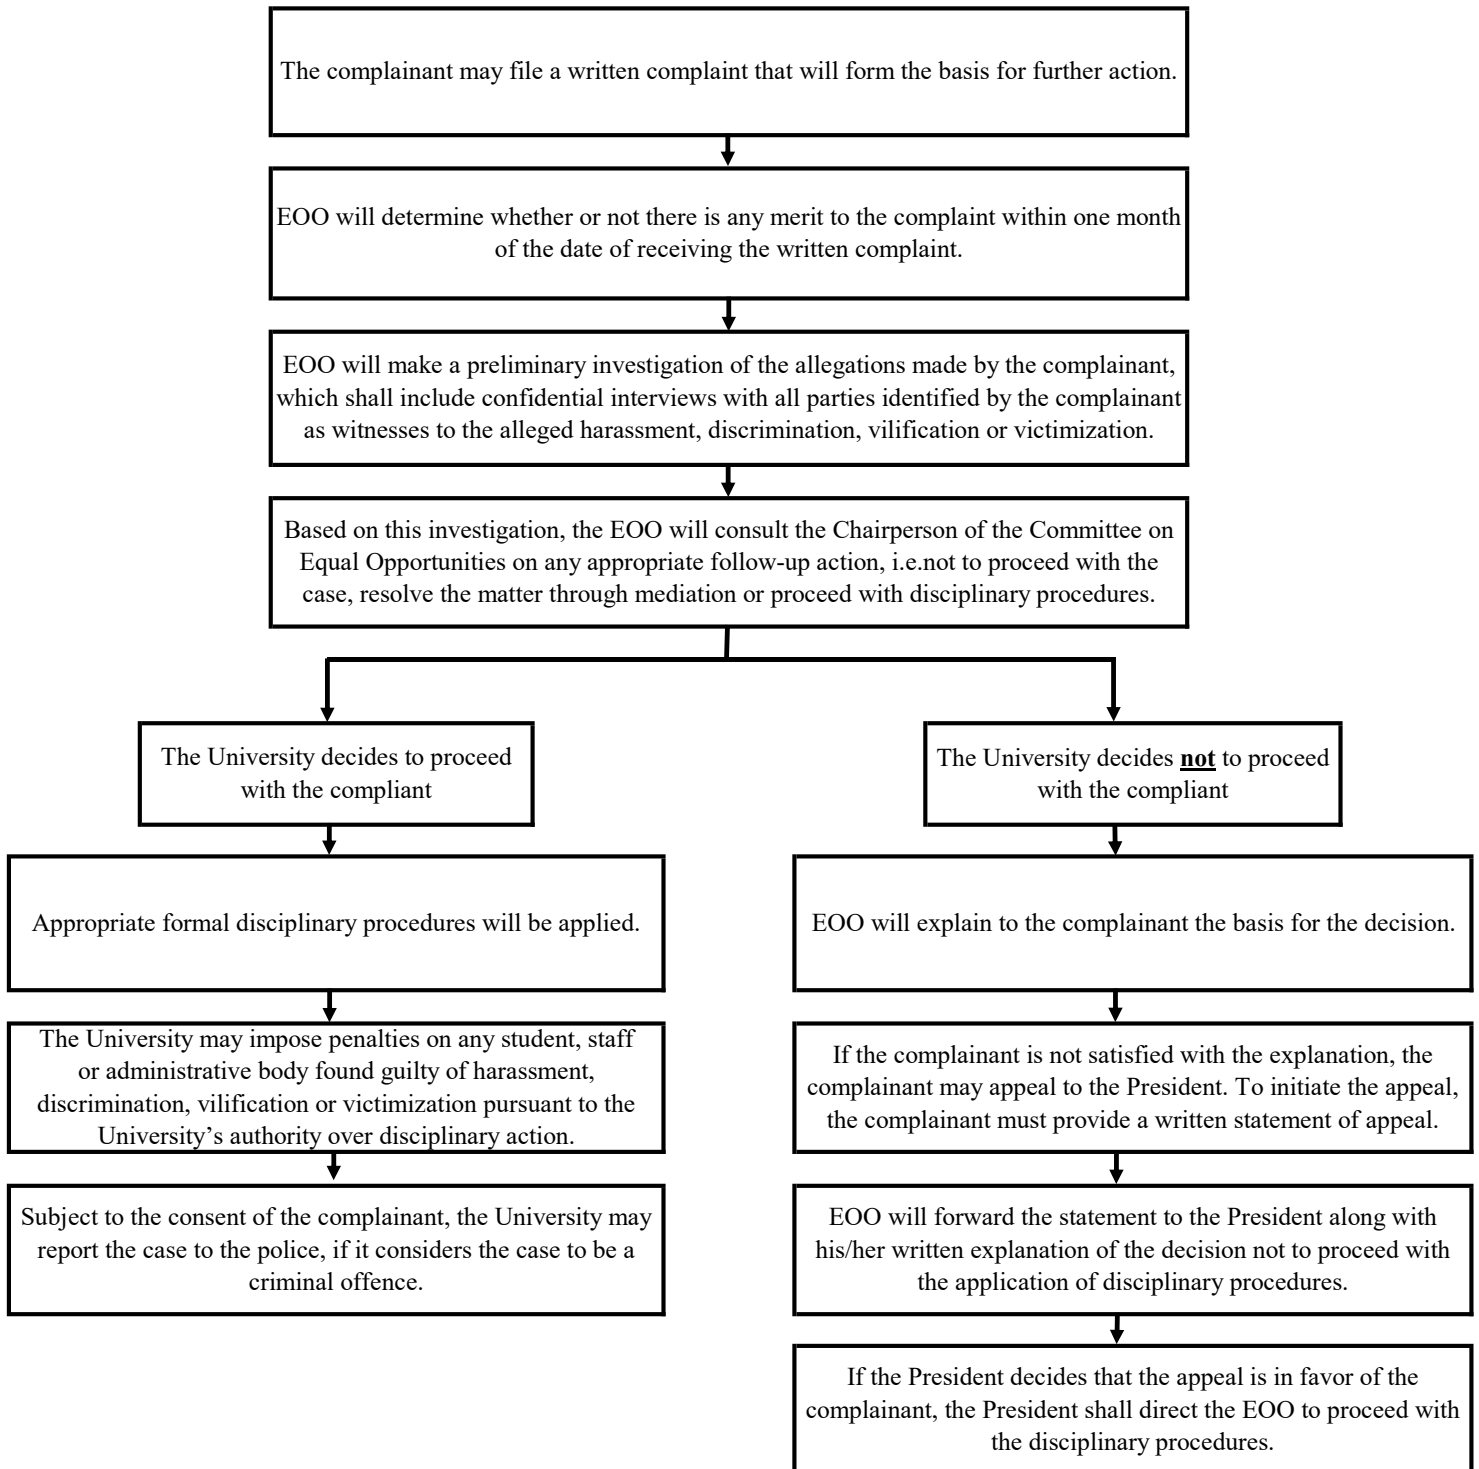 The complainant may file a written complaint that will form the basis for further action.
EOO will determine whether or not there is any merit to the complaint within one month
of the date of receiving the written complaint.
EOO will make a preliminary investigation of the allegations made by the complainant,
which shall include confidential interviews with all parties identified by the complainant
as witnesses to the alleged harassment, discrimination, vilification or victimization.
Based on this investigation, the EOO will consult the Chairperson of the Committee on
Equal Opportunities on any appropriate follow-up action, i.e.not to proceed with the
case, resolve the matter through mediation or proceed with disciplinary procedures.
The University decides to proceed
with the compliant
Appropriate formal disciplinary procedures will be applied.
The University may impose penalties on any student, staff
or administrative body found guilty of harassment,
discrimination, vilification or victimization pursuant to the
University’s authority over disciplinary action.
Subject to the consent of the complainant, the University may
report the case to the police, if it considers the case to be a
criminal offence.
The University decides not to proceed
with the compliant
EOO will explain to the complainant the basis for the decision.
If the complainant is not satisfied with the explanation, the
complainant may appeal to the President. To initiate the appeal,
the complainant must provide a written statement of appeal.
EOO will forward the statement to the President along with
his/her written explanation of the decision not to proceed with
the application of disciplinary procedures.
If the President decides that the appeal is in favor of the
complainant, the President shall direct the EOO to proceed with
the disciplinary procedures.